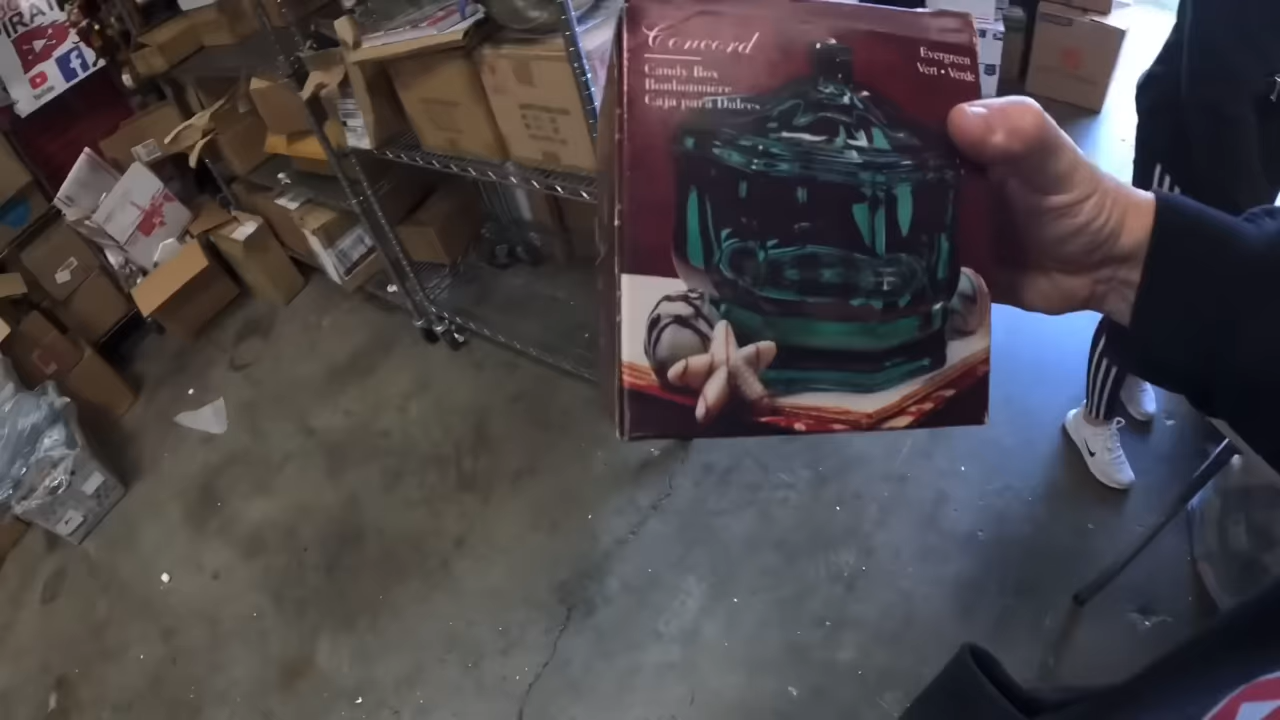 Concord
Candy Box
Bonbonnière
Caja para Dulces
Evergreen
Vert • Verde